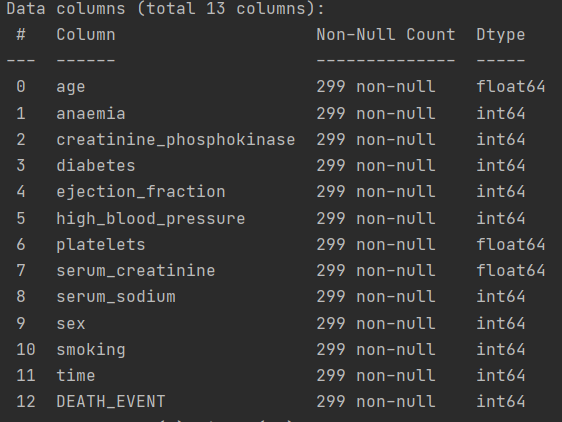 Data columns (total 13 columns):
 #   Column                    Non-Null Count  Dtype
---  ------                    --------------  -----
 0   age                       299 non-null    float64
 1   anaemia                   299 non-null    int64
 2   creatinine_phosphokinase  299 non-null    int64
 3   diabetes                  299 non-null    int64
 4   ejection_fraction         299 non-null    int64
 5   high_blood_pressure       299 non-null    int64
 6   platelets                 299 non-null    float64
 7   serum_creatinine          299 non-null    float64
 8   serum_sodium              299 non-null    int64
 9   sex                       299 non-null    int64
 10  smoking                   299 non-null    int64
 11  time                      299 non-null    int64
 12  DEATH_EVENT               299 non-null    int64